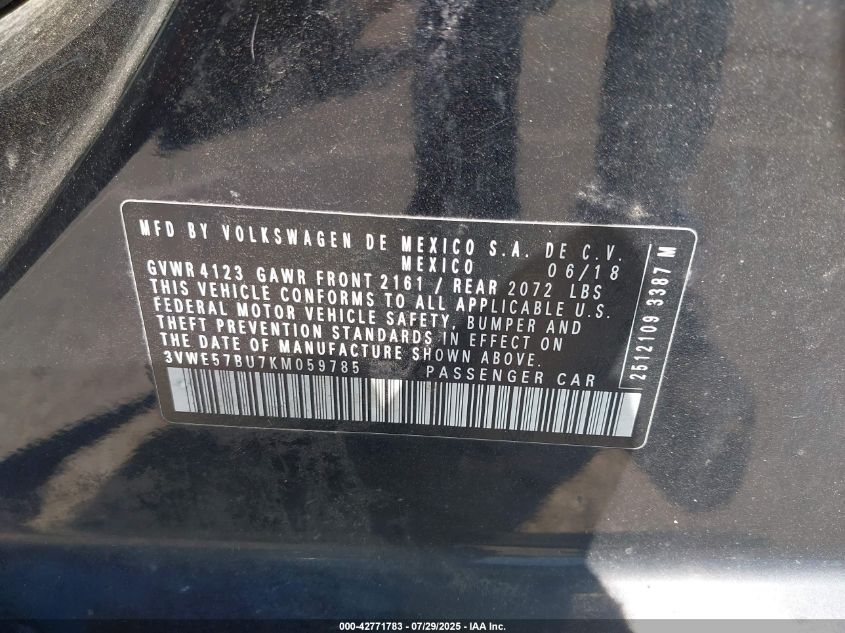 MFD BY VOLKSWAGEN DE MEXICO S.A. DE C.V.
MEXICO 06/18
GVWR 4123 GAWR FRONT 2161 / REAR 2072 LBS
THIS VEHICLE CONFORMS TO ALL APPLICABLE U.S.
FEDERAL MOTOR VEHICLE SAFETY, BUMPER AND
THEFT PREVENTION STANDARDS IN EFFECT ON
THE DATE OF MANUFACTURE SHOWN ABOVE.
3VWE57BU7KM059785 PASSENGER CAR
2512109 3387 M
000-42771783 - 07/29/2025 - IAA Inc.